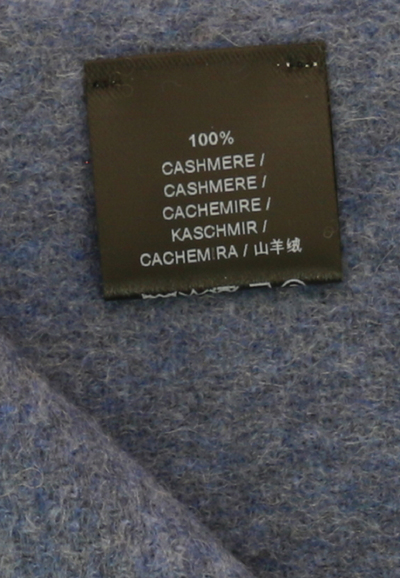 100%
CASHMERE /
CASHMERE /
CACHEMIRE /
KASCHMIR /
CACHEMIRA / 山羊绒